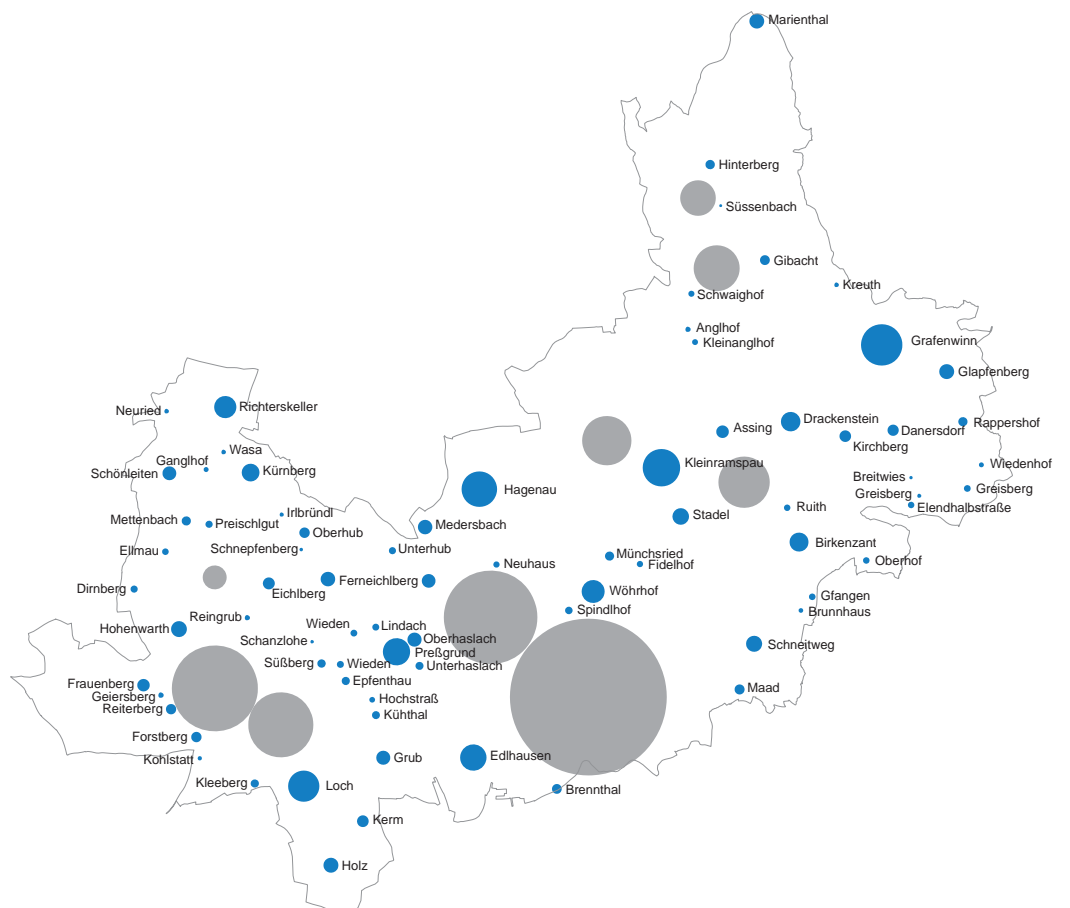 Marienthal
Hinterberg
Süssenbach
Gibacht
Kreuth
Schwaighof
Anglhof
Kleinanglhof
Grafenwinn
Glapfenberg
Neuried
Richterskeller
Drackenstein
Rappershof
Assing
Danersdorf
Kirchberg
Wasa
Ganglhof
Schönleiten
Kürnberg
Kleinramspau
Wiedenhof
Breitwies
Hagenau
Greisberg
Greisberg
Elendhalbstraße
Ruith
Irlbründl
Stadel
Mettenbach
Preischlgut
Medersbach
Oberhub
Birkenzant
Ellmau
Schnepfenberg
Unterhub
Münchsried
Fidelhof
Neuhaus
Oberhof
Dirnberg
Eichlberg
Ferneichlberg
Wöhrhof
Gfangen
Spindlhof
Brunnhaus
Reingrub
Hohenwarth
Wieden
Lindach
Schanzlohe
Oberhaslach
Preßgrund
Schneitweg
Süßberg
Wieden
Unterhaslach
Epfenthau
Frauenberg
Geiersberg
Reiterberg
Maad
Hochstraß
Kühthal
Forstberg
Kohlstatt
Grub
Edlhausen
Kleeberg
Loch
Brennthal
Kerm
Holz